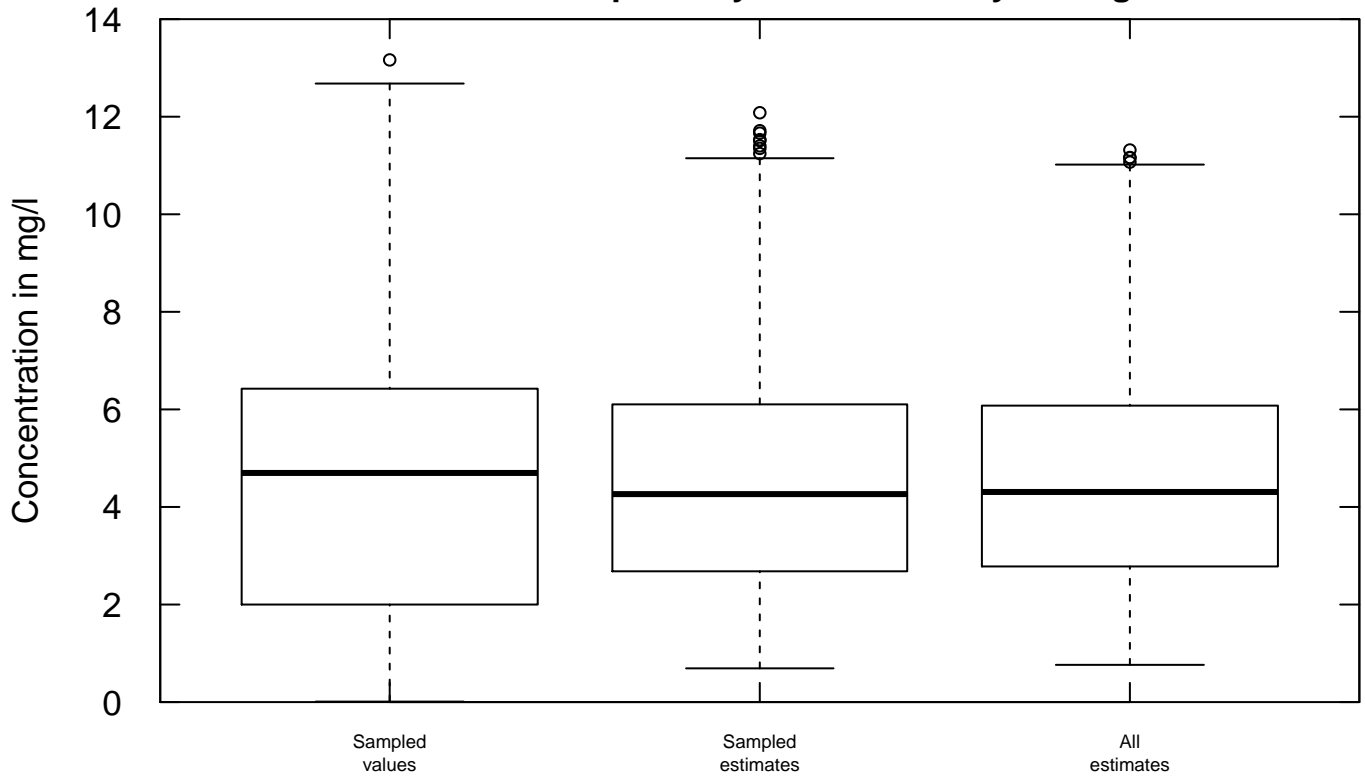 14
12
10
8
6
4
2
0
Concentration in mg/l
Sampled
values
Sampled
estimates
All
estimates